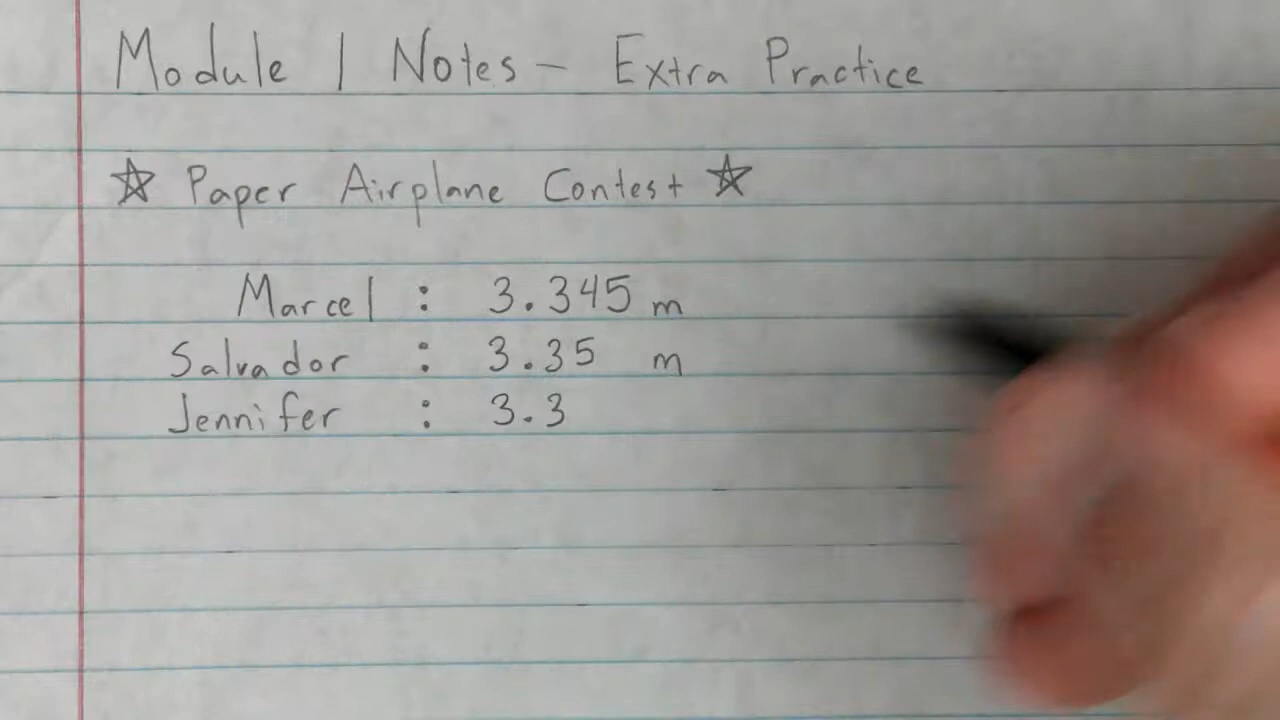 Module 1 Notes - Extra Practice
☆ Paper Airplane Contest ☆
Marcel : 3.345 m
Salvador : 3.35 m
Jennifer : 3.3